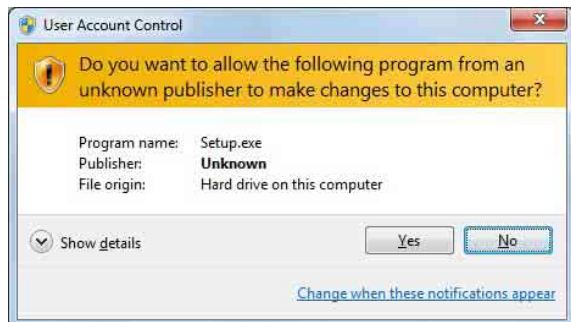 User Account Control
Do you want to allow the following program from an
unknown publisher to make changes to this computer?
Program name: Setup.exe
Publisher: Unknown
File origin: Hard drive on this computer
Show details
Yes
No
Change when these notifications appear